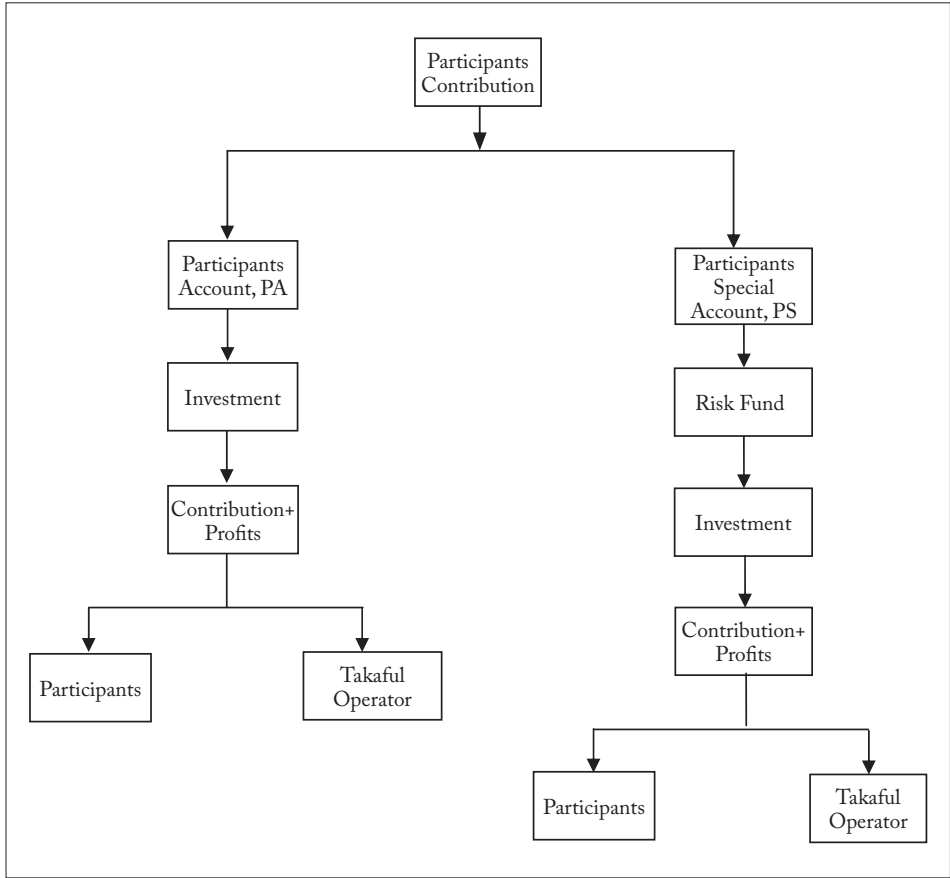 Participants
Contribution
Participants
Account, PA
Participants
Special
Account, PS
Investment
Risk Fund
Contribution+
Profits
Investment
Contribution+
Profits
Participants
Takaful
Operator
Participants
Takaful
Operator